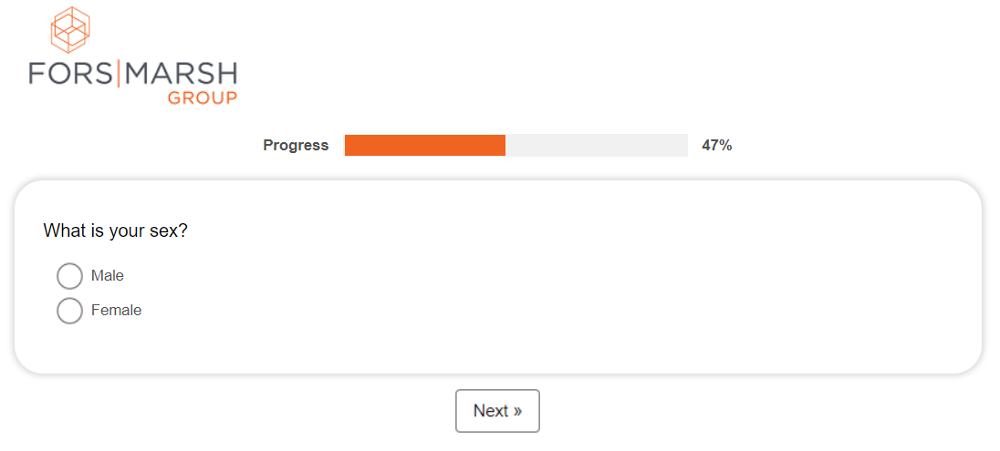 FORS|MARSH
GROUP
Progress 47%
What is your sex?
Male
Female
Next »